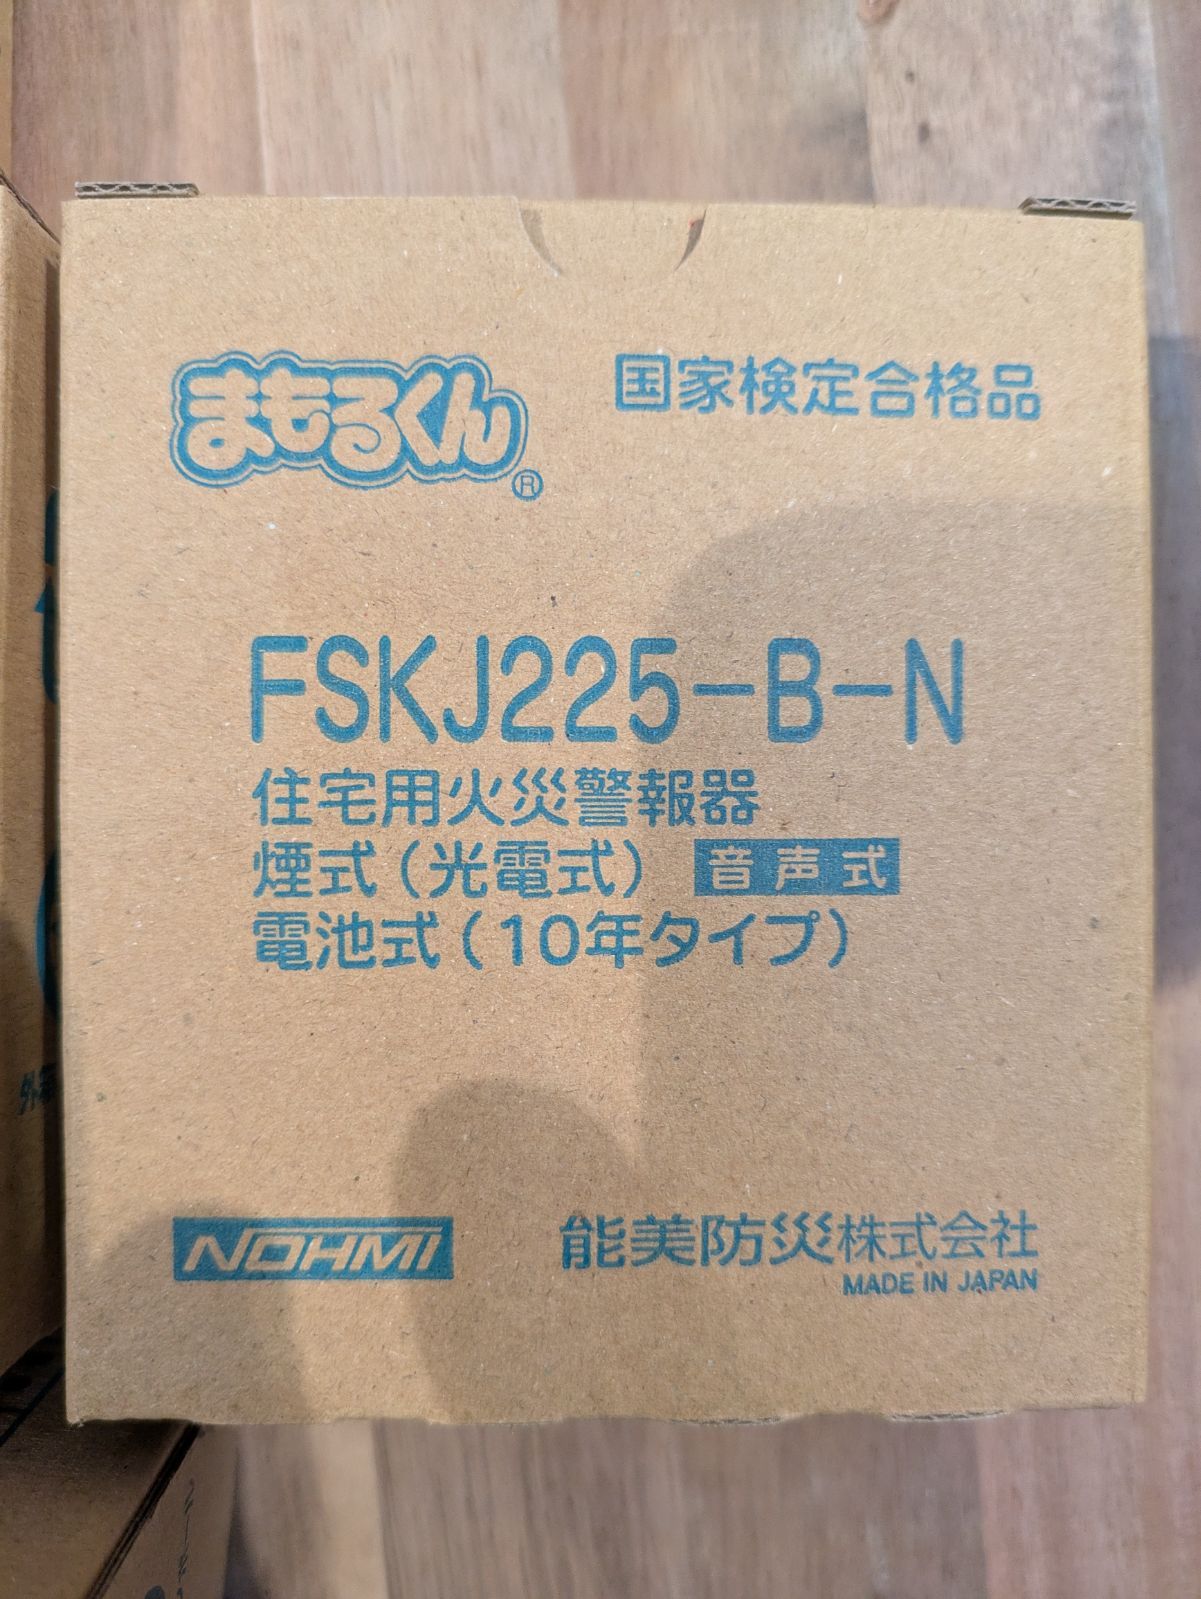 まもるくん®
国家検定合格品
FSKJ225-B-N
住宅用火災警報器
煙式(光電式) 音声式
電池式(10年タイプ)
NOHMI
能美防災株式会社
MADE IN JAPAN